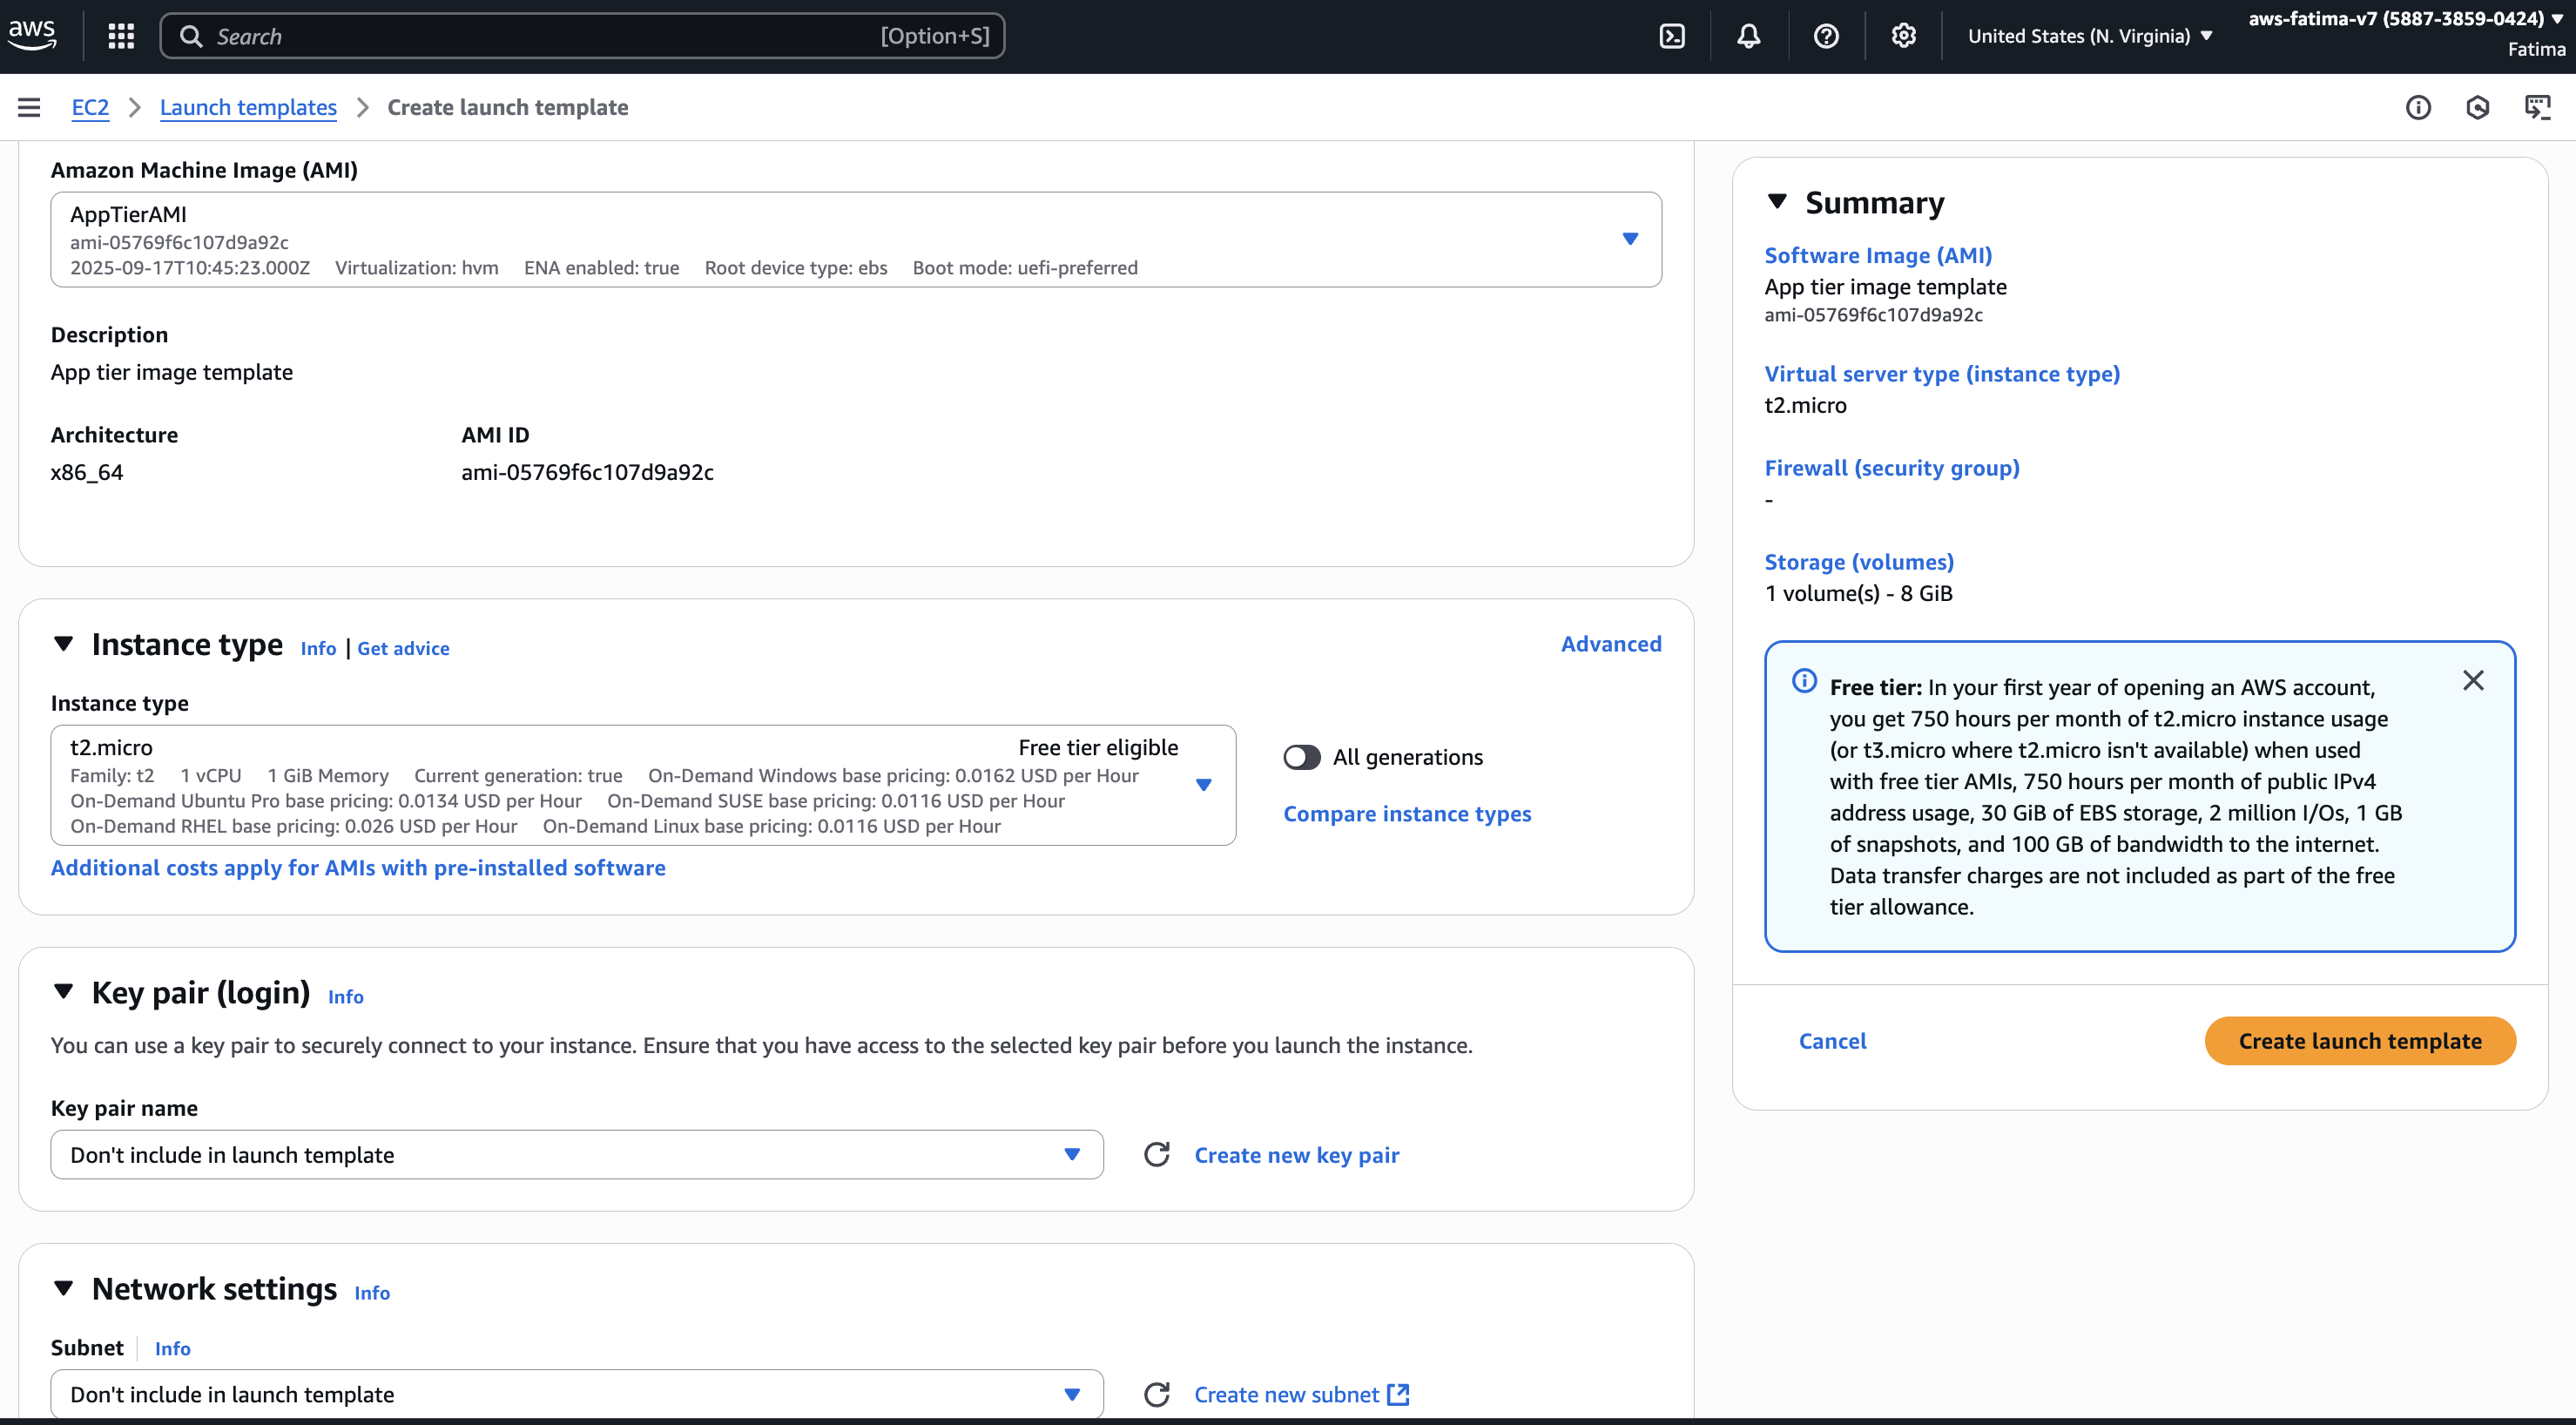 aws
Search
[Option+S]
United States (N. Virginia)
aws-fatima-v7 (5887-3859-0424)
Fatima
EC2
Launch templates
Create launch template
Amazon Machine Image (AMI)
AppTierAMI
ami-05769f6c107d9a92c
2025-09-17T10:45:23.000Z Virtualization: hvm ENA enabled: true Root device type: ebs Boot mode: uefi-preferred
Description
App tier image template
Architecture AMI ID
x86_64 ami-05769f6c107d9a92c
Instance type Info | Get advice
Advanced
Instance type
t2.micro Free tier eligible
Family: t2 1 vCPU 1 GiB Memory Current generation: true On-Demand Windows base pricing: 0.0162 USD per Hour
On-Demand Ubuntu Pro base pricing: 0.0134 USD per Hour On-Demand SUSE base pricing: 0.0116 USD per Hour
On-Demand RHEL base pricing: 0.026 USD per Hour On-Demand Linux base pricing: 0.0116 USD per Hour
All generations
Compare instance types
Additional costs apply for AMIs with pre-installed software
Key pair (login) Info
You can use a key pair to securely connect to your instance. Ensure that you have access to the selected key pair before you launch the instance.
Key pair name
Don't include in launch template
Create new key pair
Network settings Info
Subnet Info
Don't include in launch template
Create new subnet
Summary
Software Image (AMI)
App tier image template
ami-05769f6c107d9a92c
Virtual server type (instance type)
t2.micro
Firewall (security group)
-
Storage (volumes)
1 volume(s) - 8 GiB
Free tier: In your first year of opening an AWS account,
you get 750 hours per month of t2.micro instance usage
(or t3.micro where t2.micro isn't available) when used
with free tier AMIs, 750 hours per month of public IPv4
address usage, 30 GiB of EBS storage, 2 million I/Os, 1 GB
of snapshots, and 100 GB of bandwidth to the internet.
Data transfer charges are not included as part of the free
tier allowance.
Cancel
Create launch template